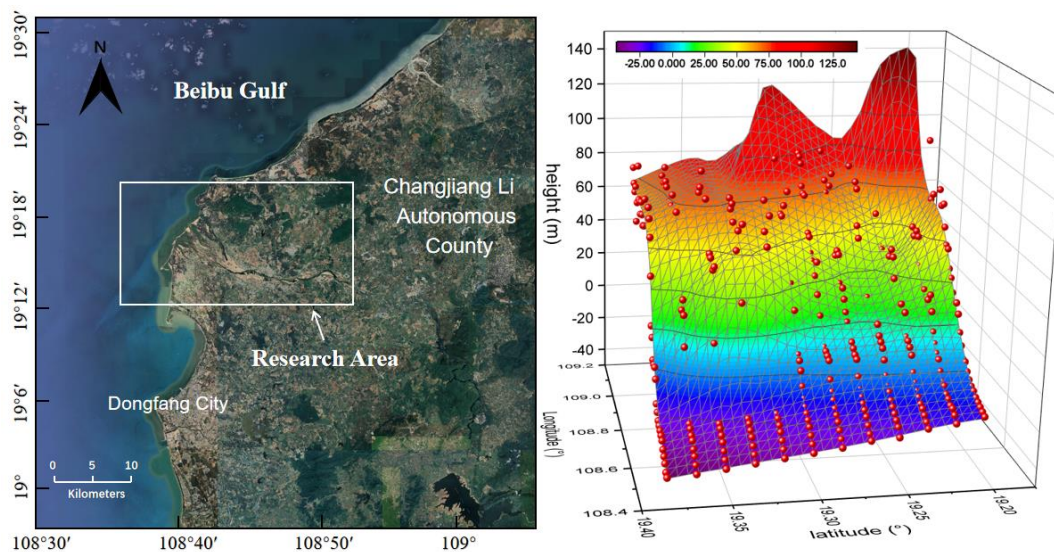 19°30'
19°24'
19°18'
19°12'
19°6'
19°
N
Beibu Gulf
Changjiang Li
Autonomous
County
Research Area
Dongfang City
0 5 10
Kilometers
108°30' 108°40' 108°50' 109°
140
120
100
80
60
40
20
0
-20
-40
height (m)
-25.00 0.000 25.00 50.00 75.00 100.0 125.0
109.2
109.0
108.8
108.6
108.4
Longitude (°)
19.40 19.35 19.30 19.25 19.20
latitude (°)